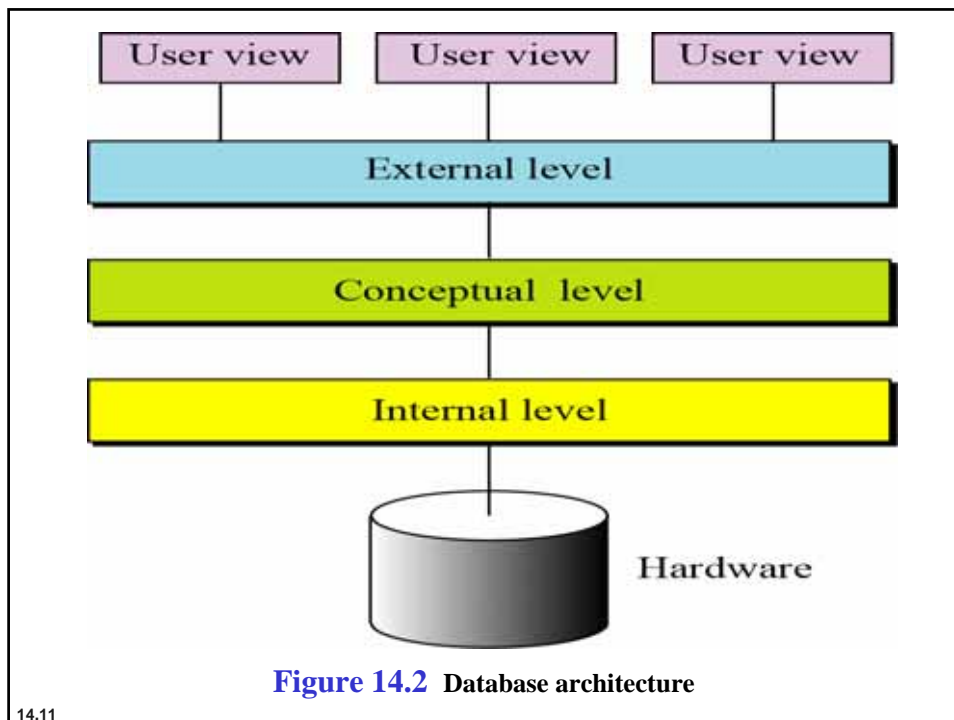 User view User view User view
External level
Conceptual level
Internal level
Hardware
Figure 14.2 Database architecture
14.11